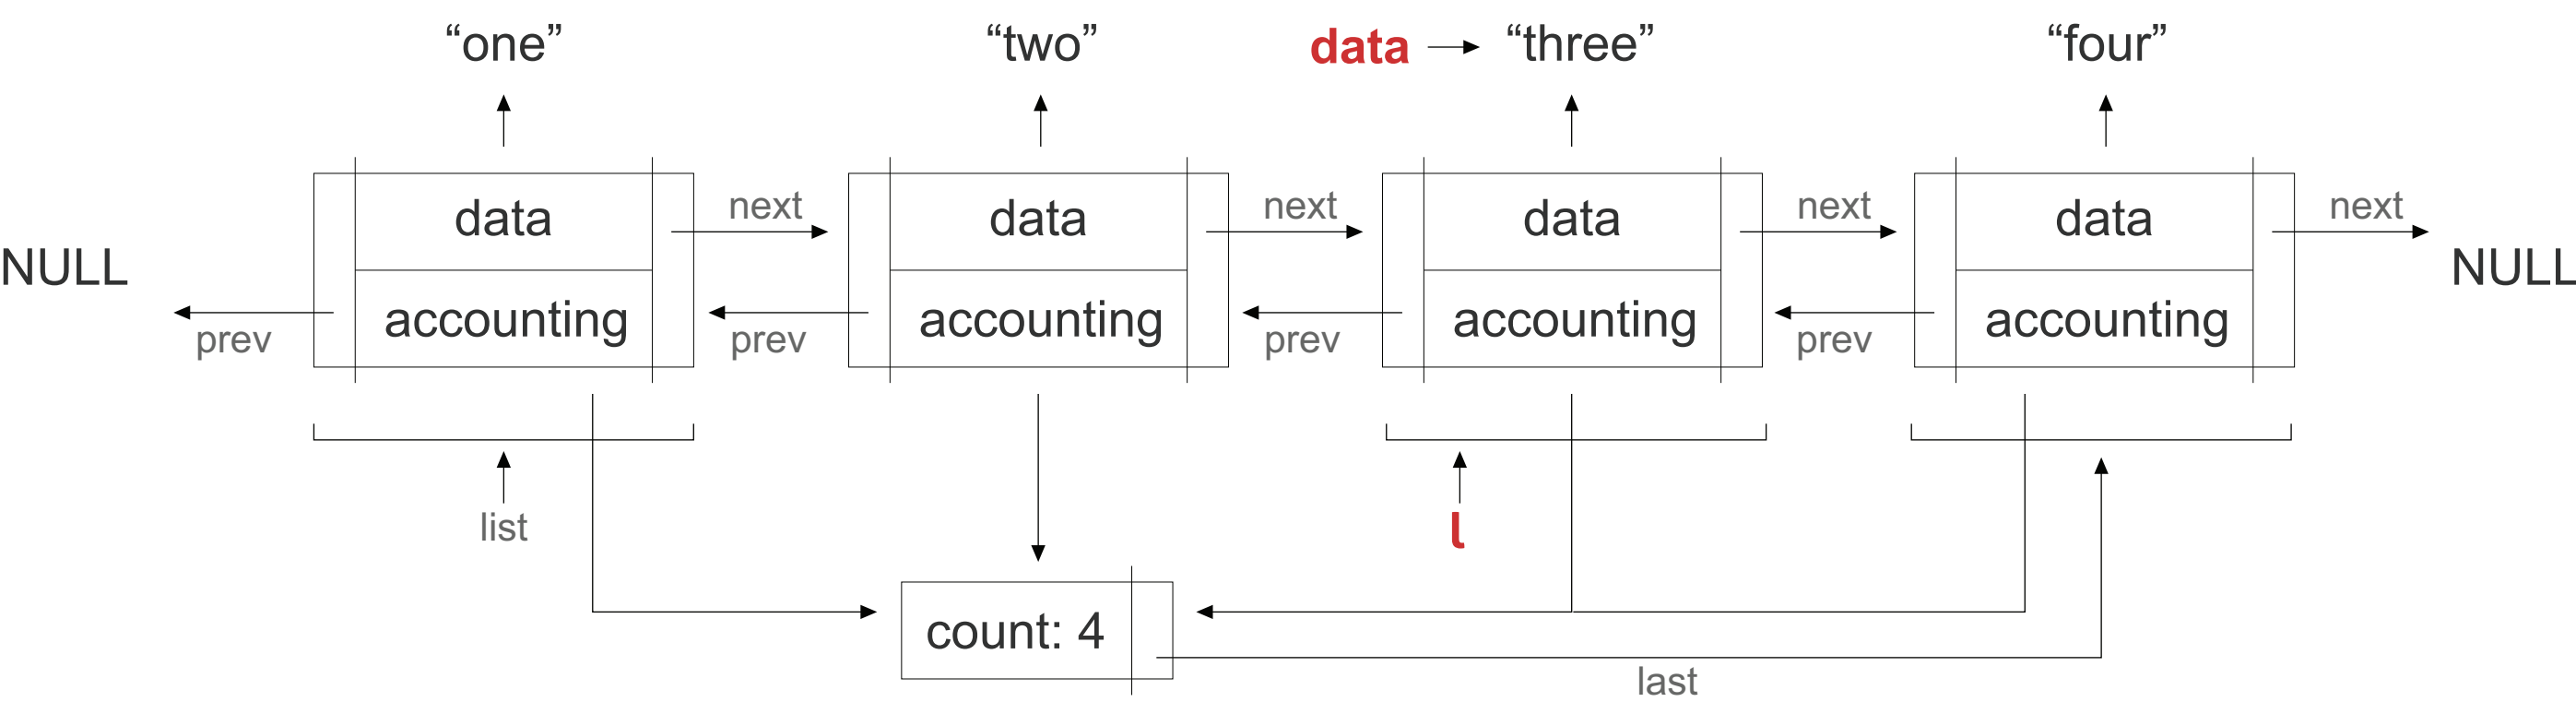 “one” “two” data “three” “four”
data next data next data next data next
NULL NULL
accounting accounting accounting accounting
prev prev prev prev
list l
count: 4
last